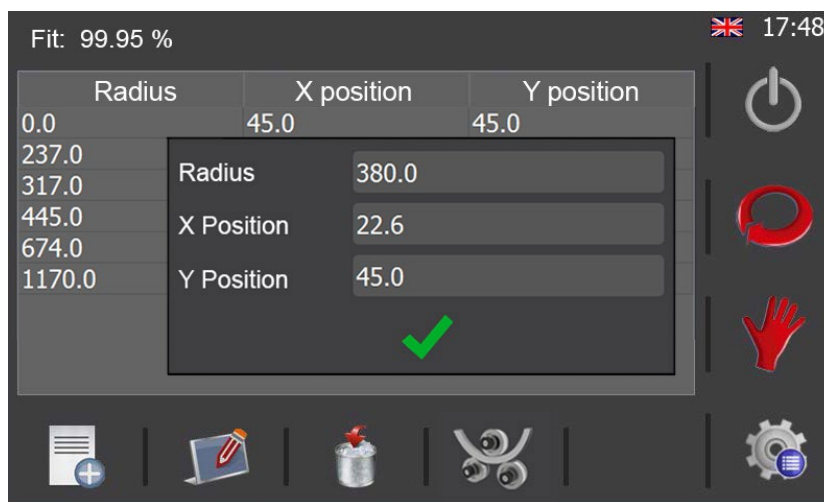 Fit: 99.95 %
17:48
Radius X position Y position
0.0 45.0 45.0
237.0
317.0
445.0
674.0
1170.0
Radius 380.0
X Position 22.6
Y Position 45.0